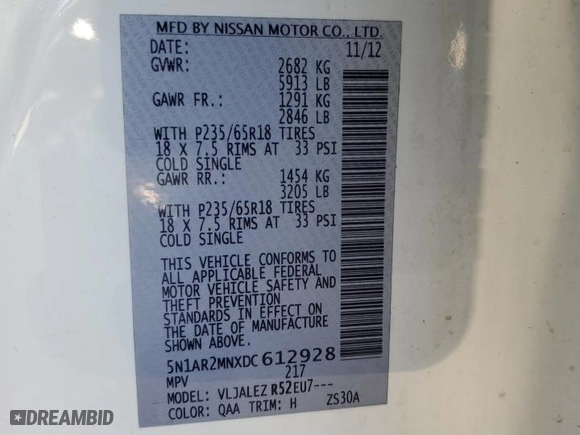 MFD BY NISSAN MOTOR CO., LTD.
DATE: 11/12
GVWR: 2682 KG
5913 LB
GAWR FR.: 1291 KG
2846 LB
WITH P235/65R18 TIRES
18 X 7.5 RIMS AT 33 PSI
COLD SINGLE
GAWR RR.: 1454 KG
3205 LB
WITH P235/65R18 TIRES
18 X 7.5 RIMS AT 33 PSI
COLD SINGLE
THIS VEHICLE CONFORMS TO
ALL APPLICABLE FEDERAL
MOTOR VEHICLE SAFETY AND
THEFT PREVENTION
STANDARDS IN EFFECT ON
THE DATE OF MANUFACTURE
SHOWN ABOVE.
5N1AR2MNXDC612928
MPV 217
MODEL: VLJALEZ R52EU7---
COLOR: QAA TRIM: H ZS30A
DREAMBID